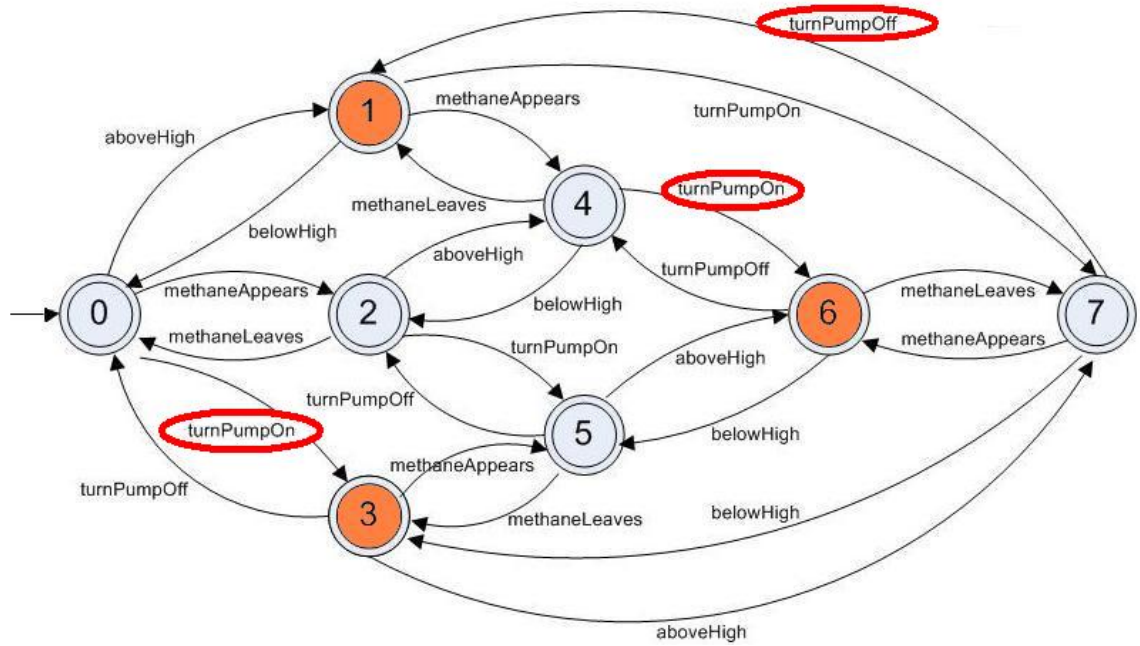 turnPumpOff
1
methaneAppears
turnPumpOn
aboveHigh
4
turnPumpOn
methaneLeaves
belowHigh
aboveHigh
turnPumpOff
methaneAppears
methaneLeaves
0
2
belowHigh
6
7
methaneLeaves
turnPumpOn
methaneAppears
aboveHigh
turnPumpOff
turnPumpOn
5
belowHigh
methaneAppears
turnPumpOff
3
methaneLeaves
belowHigh
aboveHigh